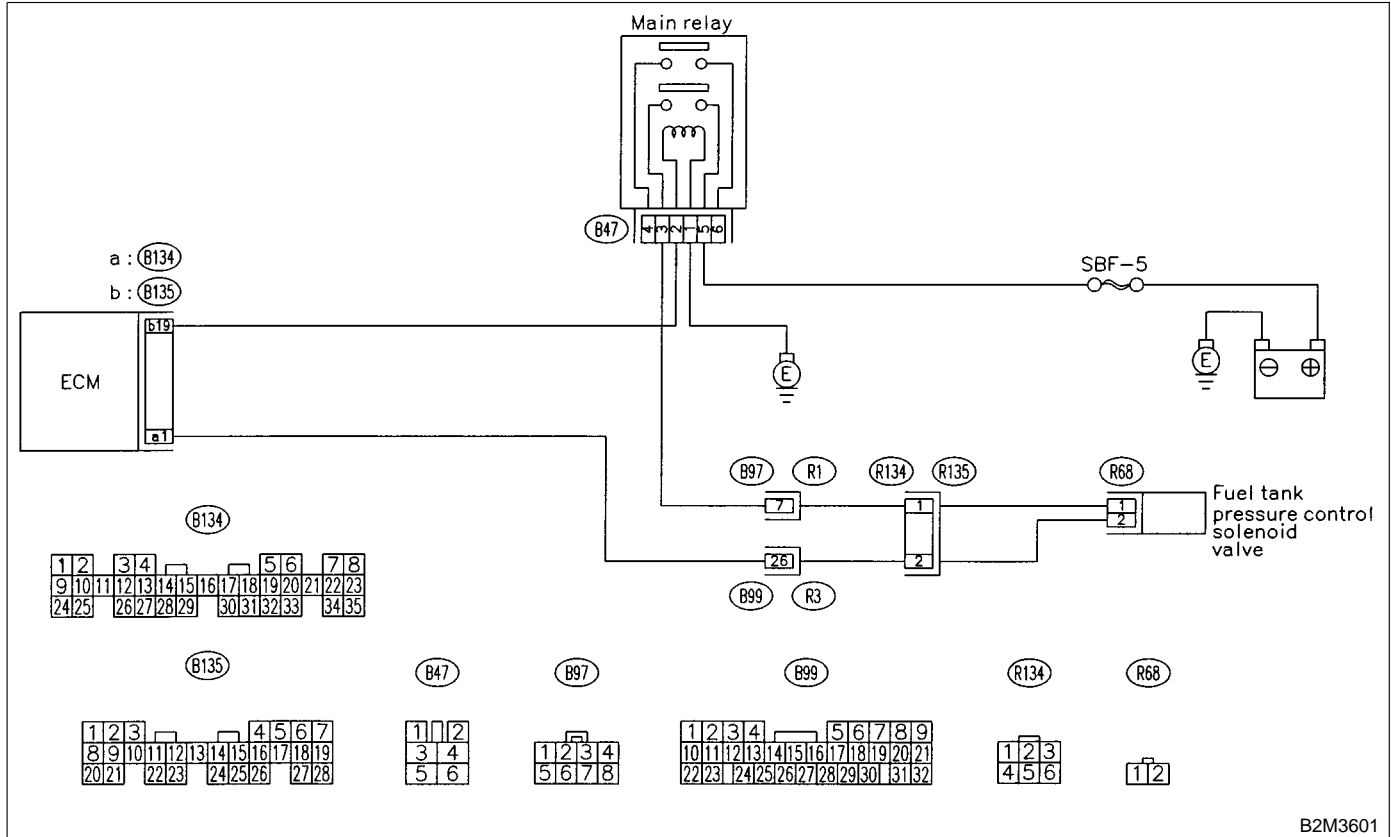 Main relay
4 3 2 1 5 6
B47
a : B134
b : B135
SBF-5
b19
E
E
⊖ ⊕
ECM
a1
B97 R1 R134 R135 R68
7 1 1
2
Fuel tank
pressure control
solenoid
valve
26 2
B99 R3
B134
1 2 3 4 5 6 7 8
9 10 11 12 13 14 15 16 17 18 19 20 21 22 23
24 25 26 27 28 29 30 31 32 33 34 35
B135 B47 B97 B99 R134 R68
1 2 3 4 5 6 7
8 9 10 11 12 13 14 15 16 17 18 19
20 21 22 23 24 25 26 27 28
1 2
3 4
5 6
1 2 3 4
5 6 7 8
1 2 3 4 5 6 7 8 9
10 11 12 13 14 15 16 17 18 19 20 21
22 23 24 25 26 27 28 29 30 31 32
1 2 3
4 5 6
1 2
B2M3601